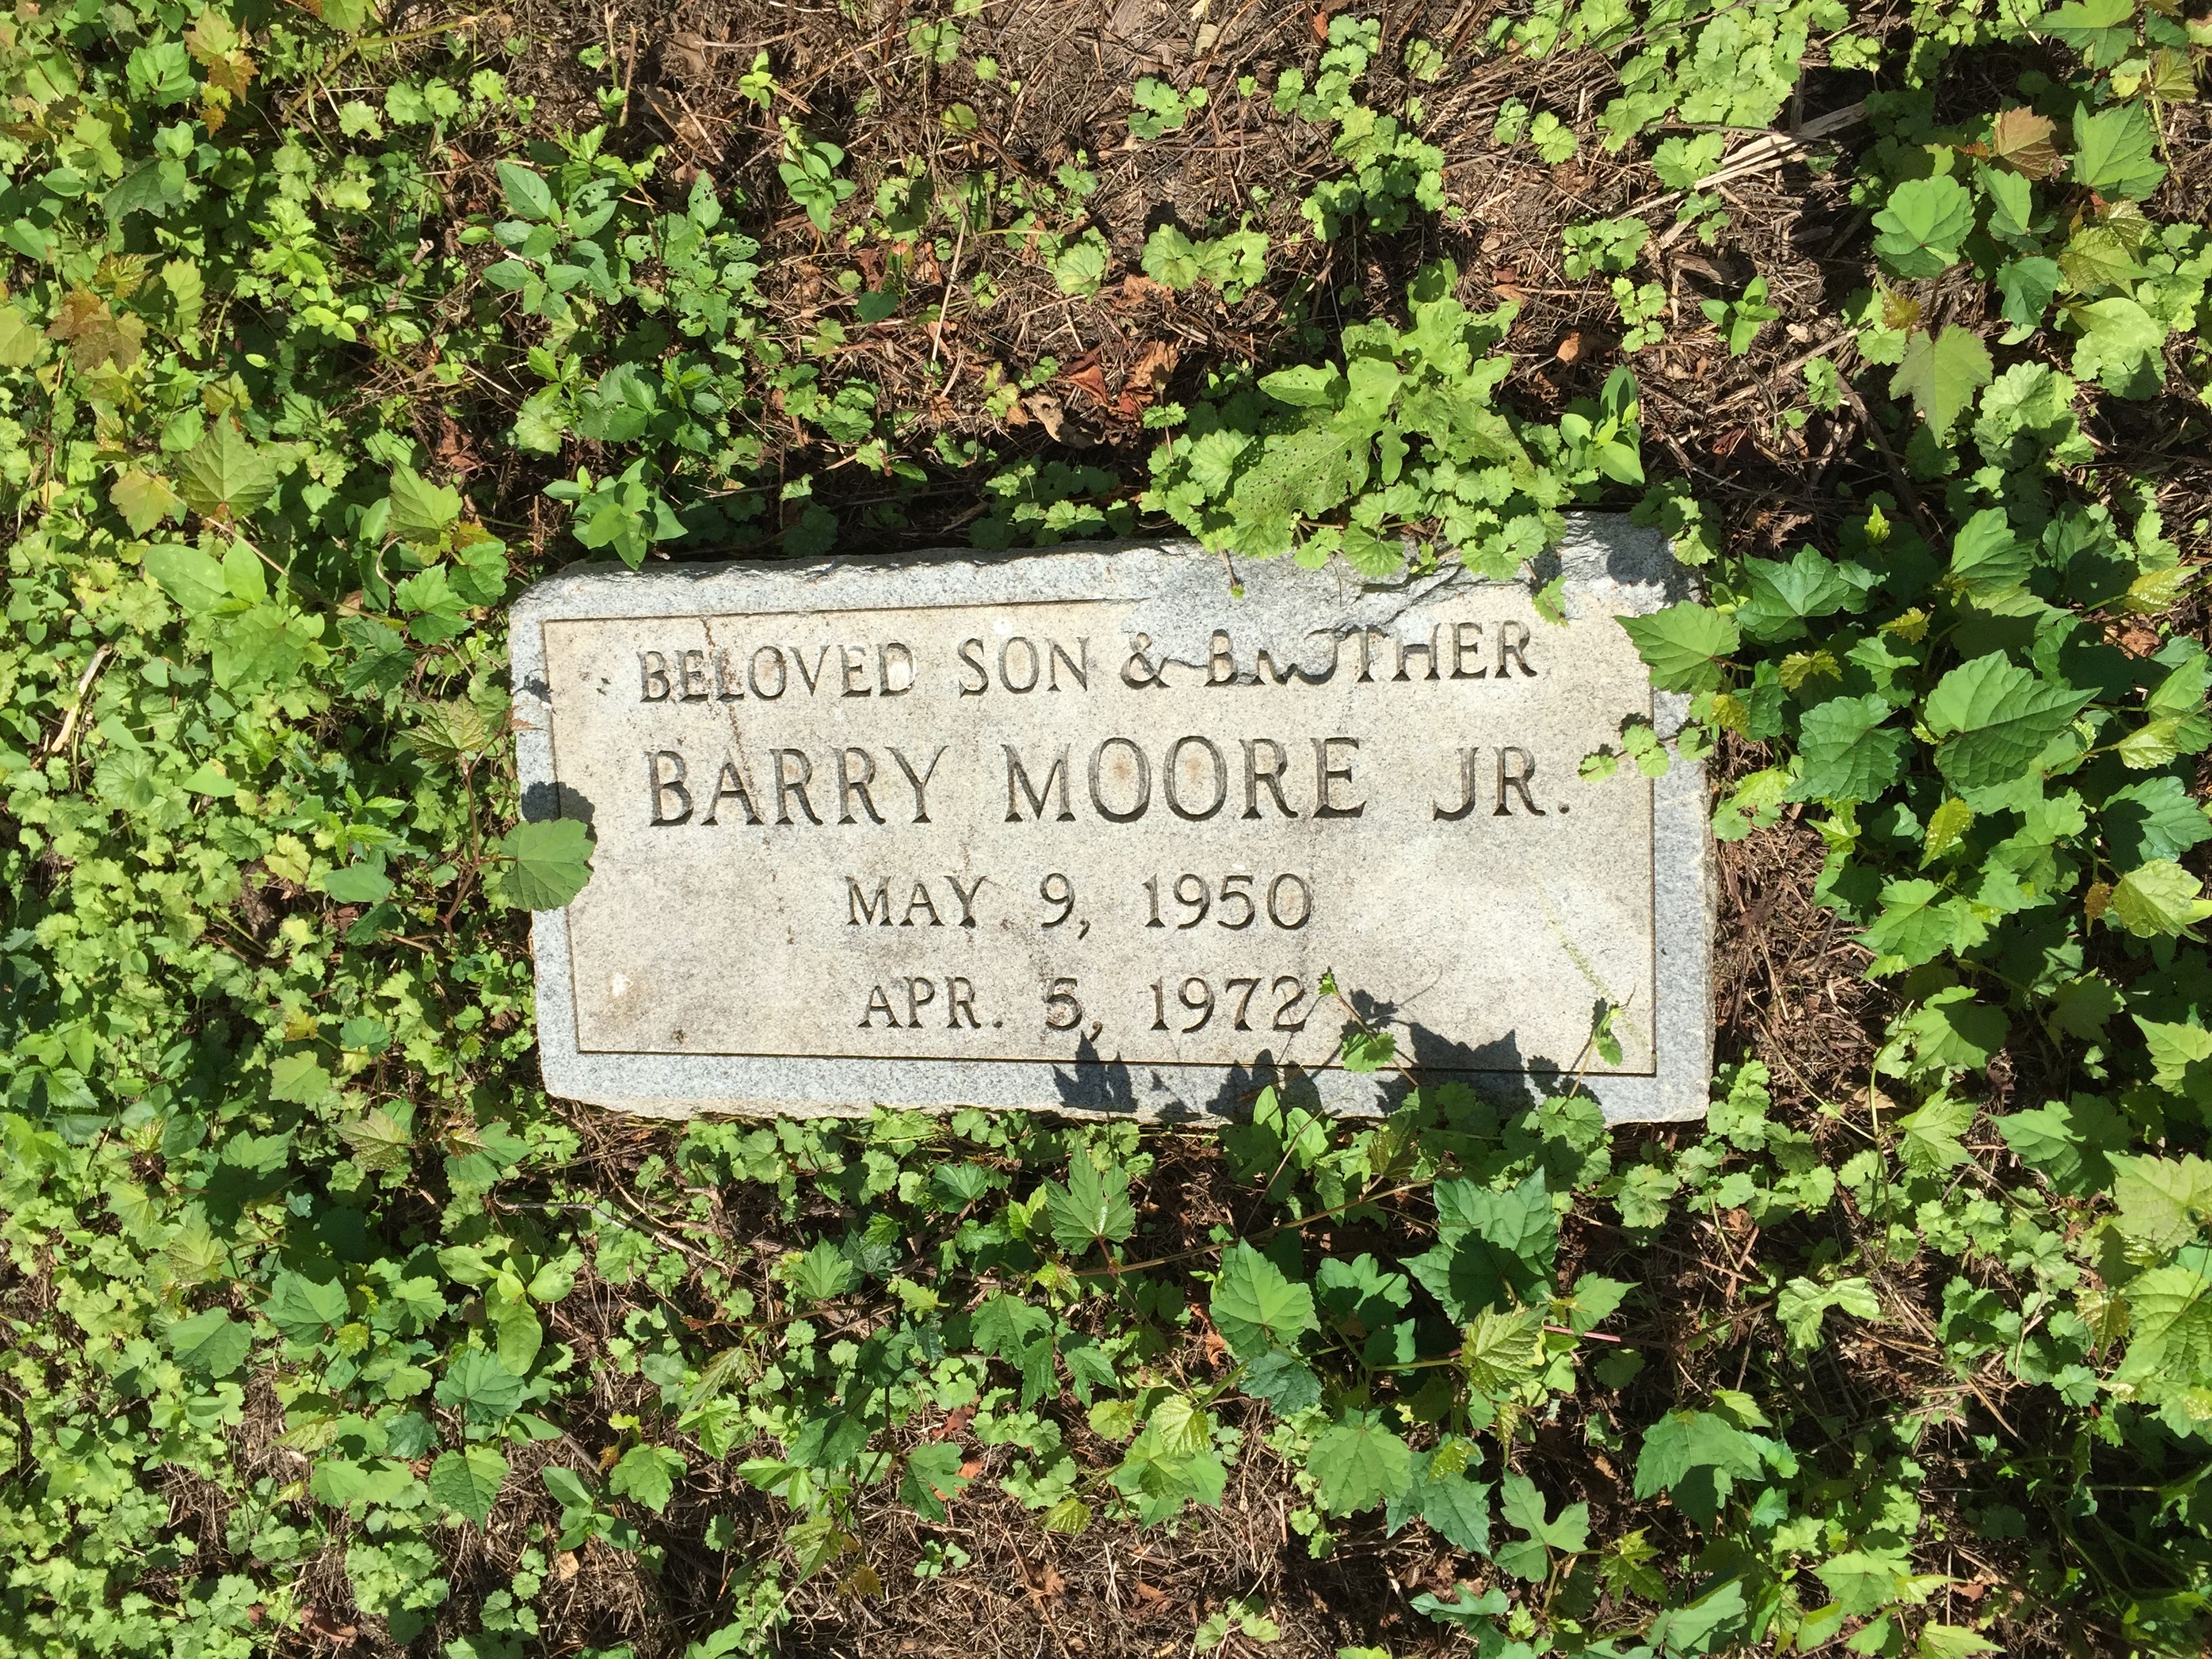 BELOVED SON & BROTHER
BARRY MOORE JR.
MAY 9, 1950
APR. 5, 1972